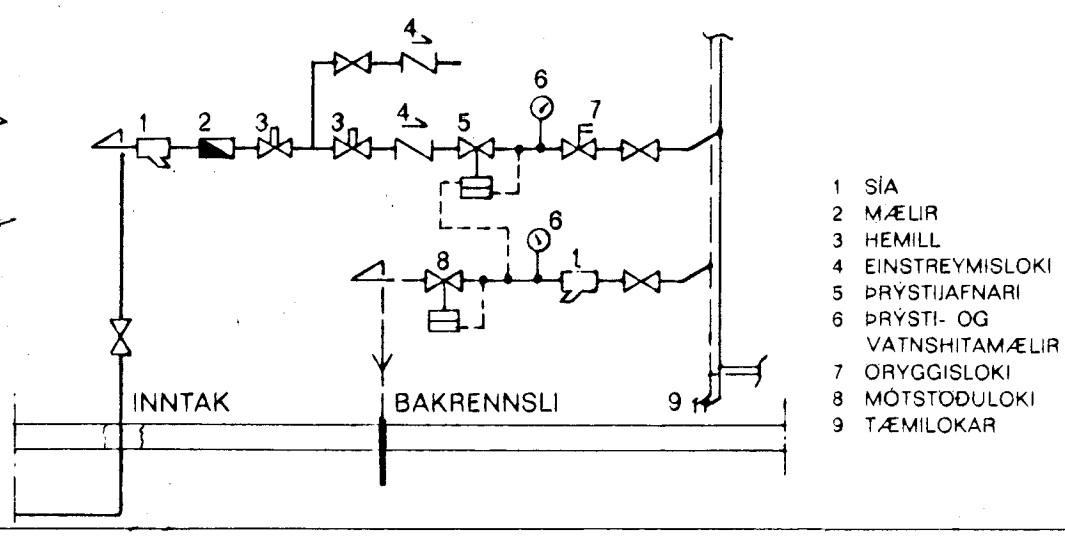 4
6
1 2 3 3 4 5 7
6
8 1
INNTAK BAKRENNSLI 9
1 SÍA
2 MÆLIR
3 HEMILL
4 EINSTREYMISLOKI
5 ÞRÝSTIJAFNARI
6 ÞRÝSTI- OG
VATNSHITAMÆLIR
7 ÖRYGGISLOKI
8 MÓTSTÖÐULOKI
9 TÆMILOKAR